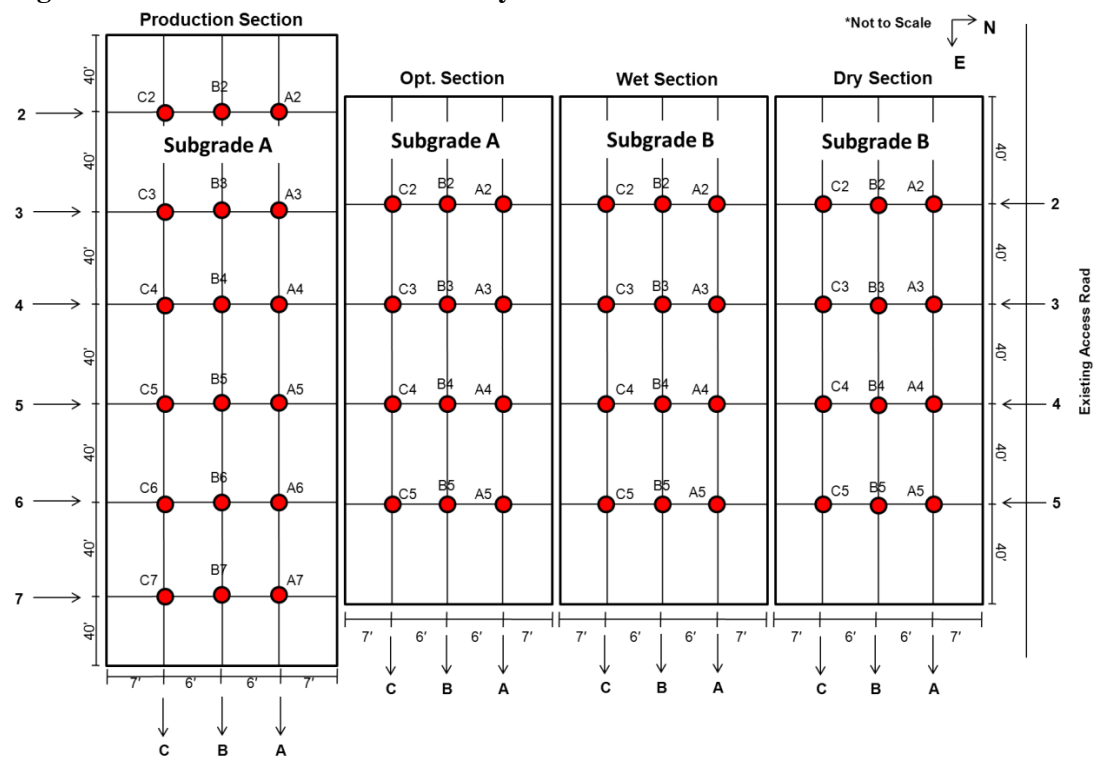 Production Section
*Not to Scale
N
E
Opt. Section
Wet Section
Dry Section
40'
C2 B2 A2
2
Subgrade A
Subgrade A
Subgrade B
Subgrade B
40'
40'
C3 B3 A3
3
C2 B2 A2
C2 B2 A2
C2 B2 A2
2
40'
40'
C4 B4 A4
4
C3 B3 A3
C3 B3 A3
C3 B3 A3
3
40'
40'
Existing Access Road
C5 B5 A5
5
C4 B4 A4
C4 B4 A4
C4 B4 A4
4
40'
40'
C6 B6 A6
6
C5 B5 A5
C5 B5 A5
C5 B5 A5
5
40'
40'
C7 B7 A7
7
40'
7' 6' 6' 7'
7' 6' 6' 7'
7' 6' 6' 7'
7' 6' 6' 7'
C B A
C B A
C B A
C B A